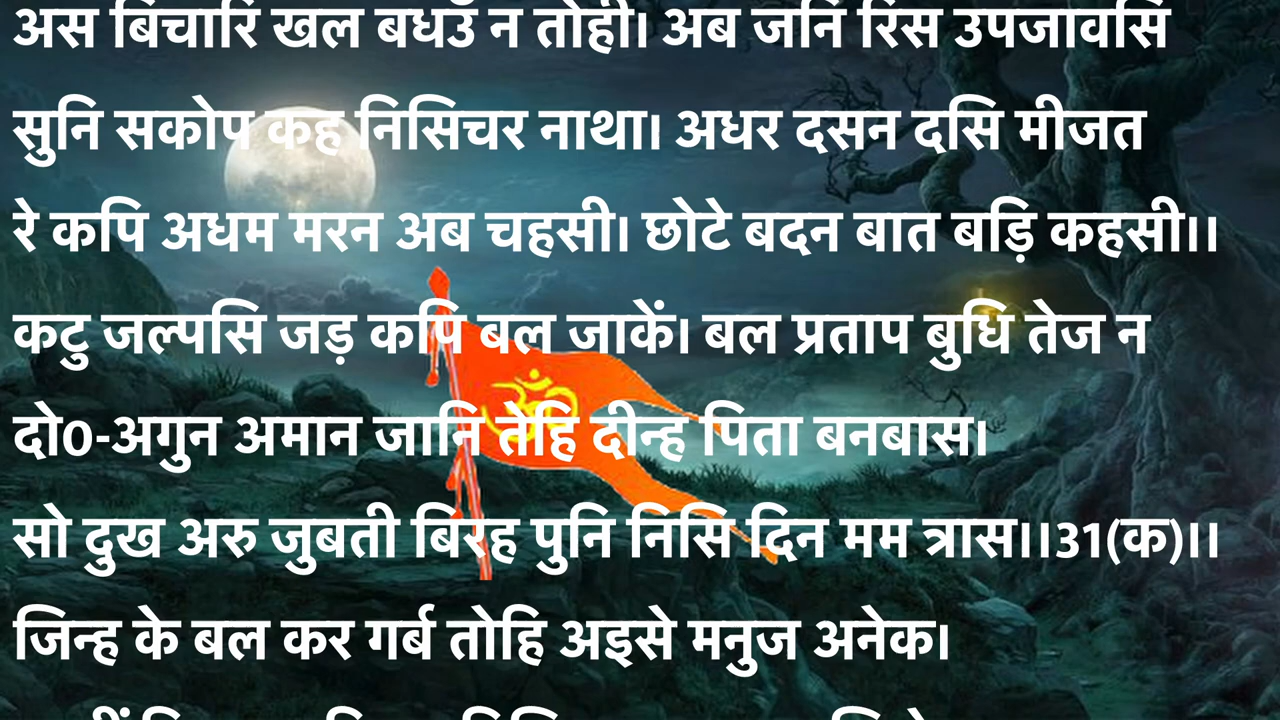 अस बिचारि खल बधउँ न तोही। अब जनि रिस उपजावसि
सुनि सकोप कह निसिचर नाथा। अधर दसन दसि मीजत
रे कपि अधम मरन अब चहसी। छोटे बदन बात बड़ि कहसी।।
कटु जल्पसि जड़ कपि बल जाकें। बल प्रताप बुधि तेज न
दो0-अगुन अमान जानि तेहि दीन्ह पिता बनबास।
सो दुख अरु जुबती बिरह पुनि निसि दिन मम त्रास।।31(क)।।
जिन्ह के बल कर गर्ब तोहि अइसे मनुज अनेक।
ॐ